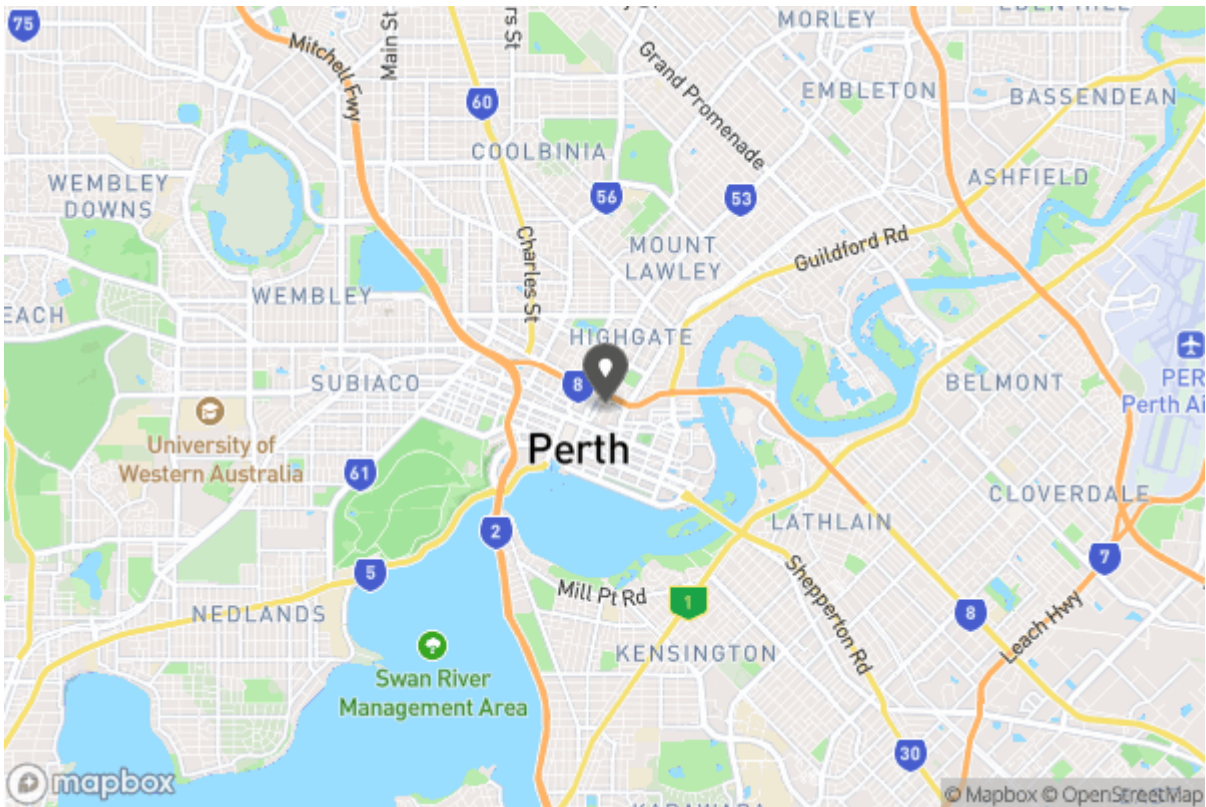 75
Mitchell Fwy
Main St
MORLEY
Grand Promenade
EMBLETON
BASSENDEAN
60
COOLBINIA
WEMBLEY
DOWNS
56
53
ASHFIELD
Charles St
MOUNT
LAWLEY
Guildford Rd
WEMBLEY
EACH
HIGHGATE
SUBIACO
8
BELMONT
PER
Perth Air
University of
Western Australia
Perth
61
CLOVERDALE
LATHLAIN
2
7
5
Mill Pt Rd
1
Shepperton Rd
8
NEDLANDS
Leach Hwy
KENSINGTON
Swan River
Management Area
30
mapbox
© Mapbox © OpenStreetMap